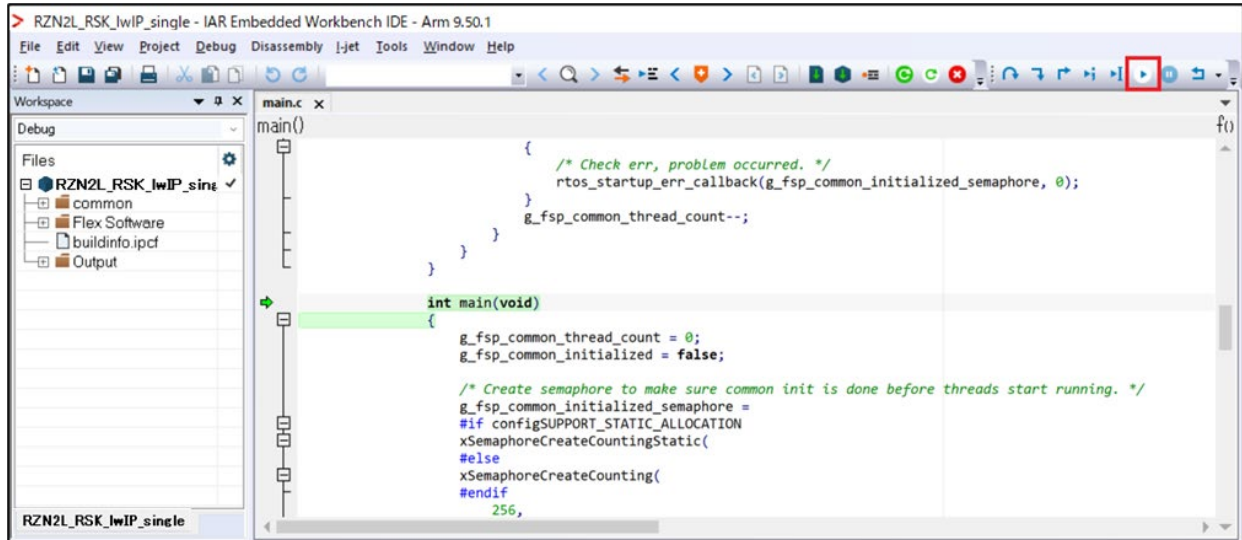 RZN2L_RSK_lwIP_single - IAR Embedded Workbench IDE - Arm 9.50.1
File Edit View Project Debug Disassembly I-jet Tools Window Help
Workspace
main.c
Debug
main()
f()
Files
RZN2L_RSK_lwIP_sing
common
Flex Software
buildinfo.ipcf
Output
{
/* Check err, problem occurred. */
rtos_startup_err_callback(g_fsp_common_initialized_semaphore, 0);
}
g_fsp_common_thread_count--;
}
}
}
int main(void)
{
g_fsp_common_thread_count = 0;
g_fsp_common_initialized = false;
/* Create semaphore to make sure common init is done before threads start running. */
g_fsp_common_initialized_semaphore =
#if configSUPPORT_STATIC_ALLOCATION
xSemaphoreCreateCountingStatic(
#else
xSemaphoreCreateCounting(
#endif
256,
RZN2L_RSK_lwIP_single